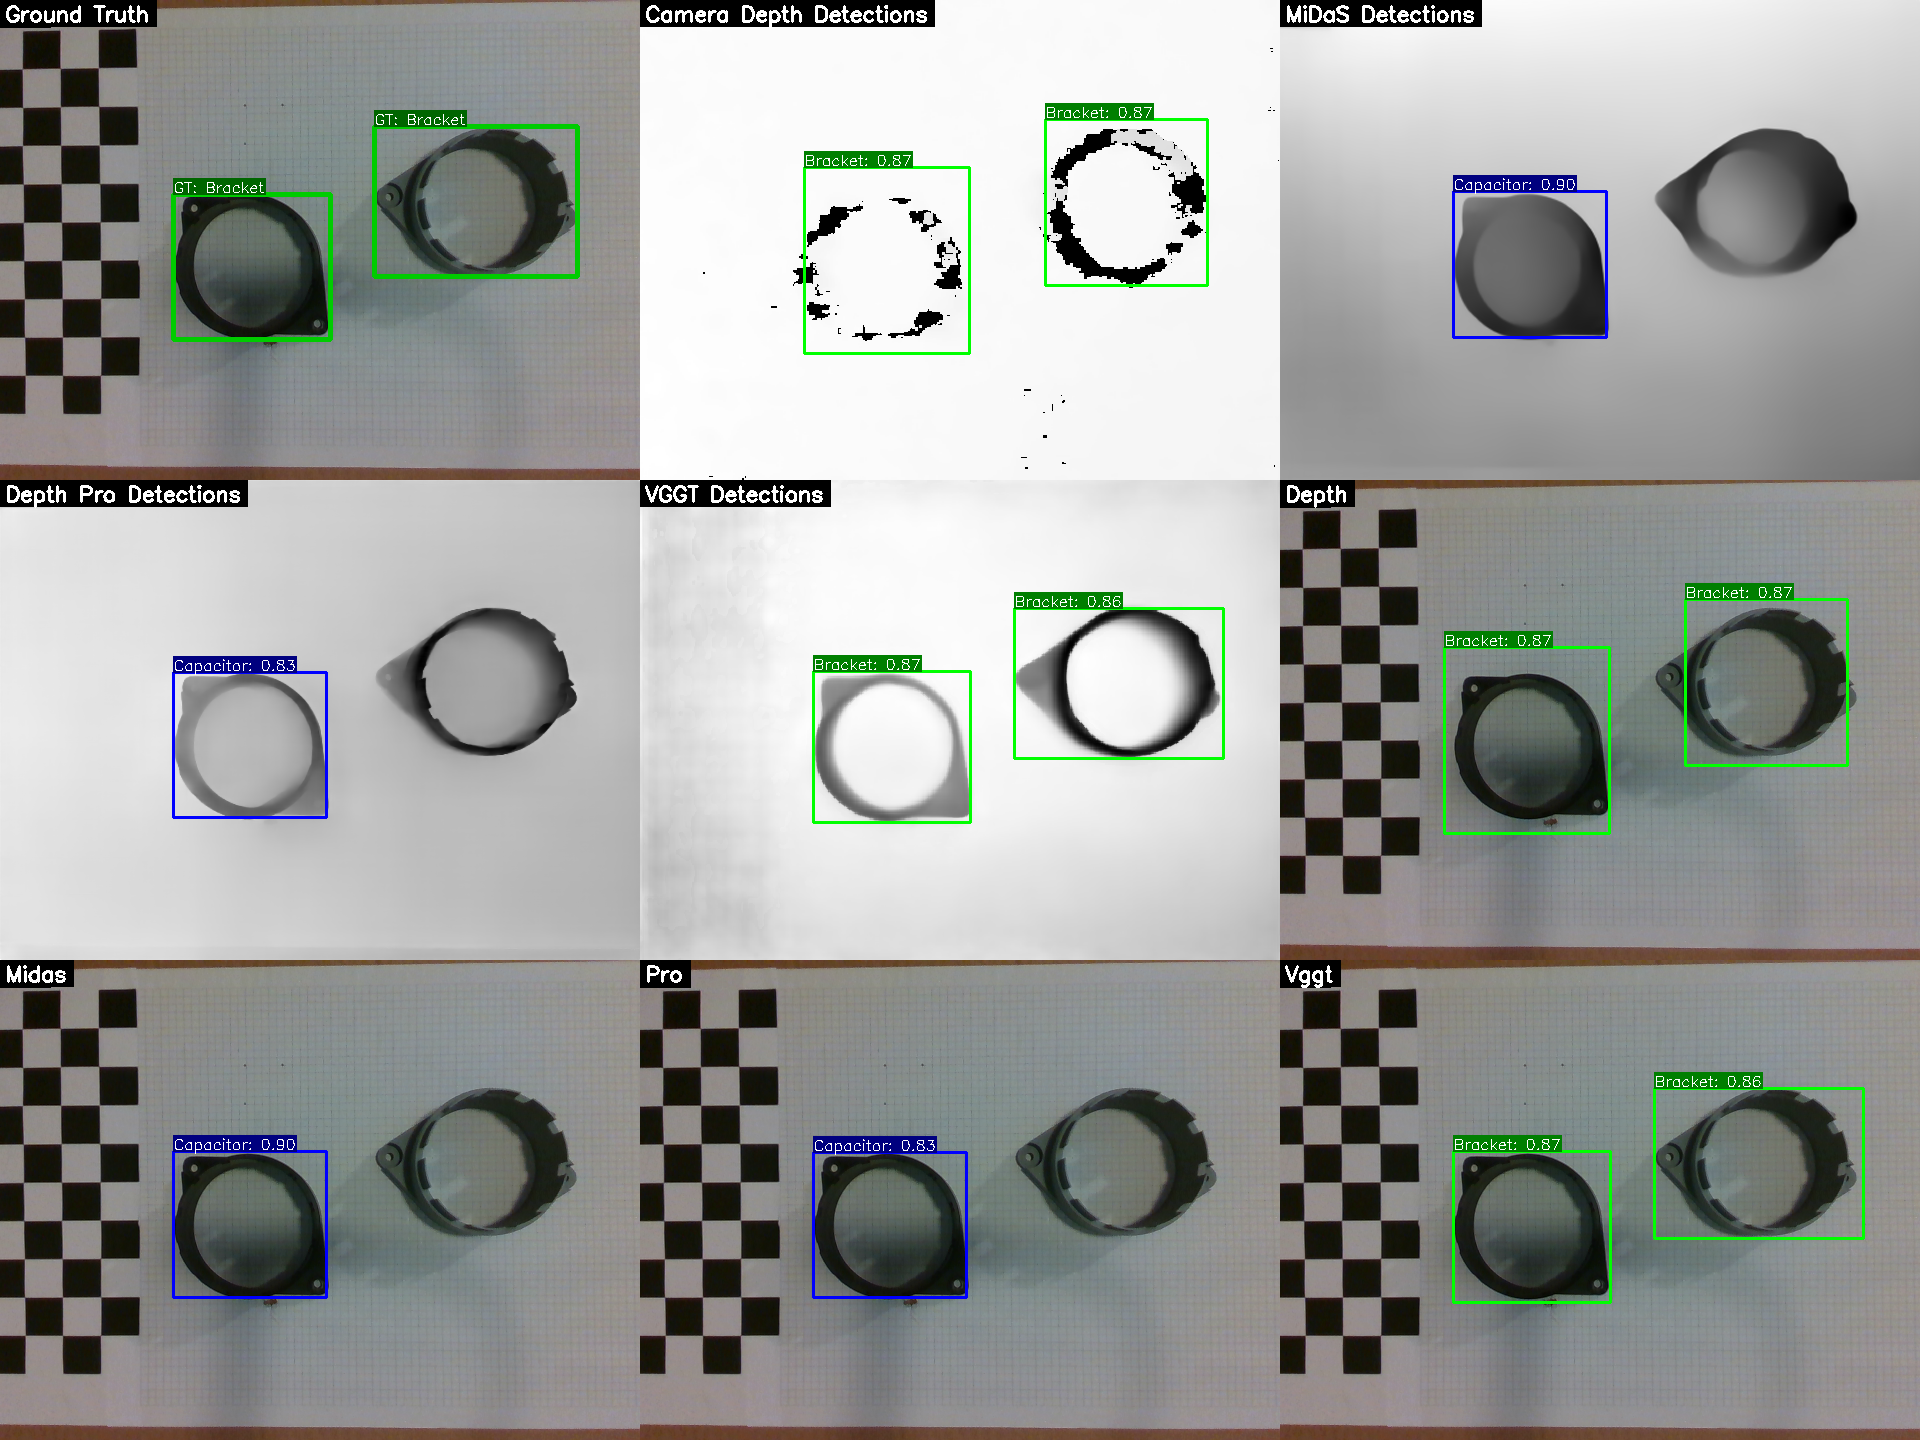 Ground Truth
GT: Bracket
GT: Bracket
Camera Depth Detections
Bracket: 0.87
Bracket: 0.87
MiDaS Detections
Capacitor: 0.90
Depth Pro Detections
Capacitor: 0.83
VGGT Detections
Bracket: 0.86
Bracket: 0.87
Depth
Bracket: 0.87
Bracket: 0.87
Midas
Capacitor: 0.90
Pro
Capacitor: 0.83
Vggt
Bracket: 0.86
Bracket: 0.87